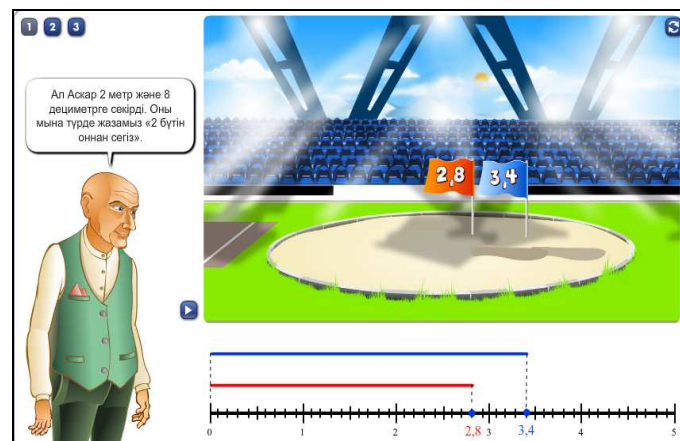 1 2 3
Ал Аскар 2 метр және 8
дециметрге секірді. Оны
мына түрде жазамыз «2 бүтін
оннан сегіз».
2,8 3,4
0 1 2 2,8 3 3,4 4 5